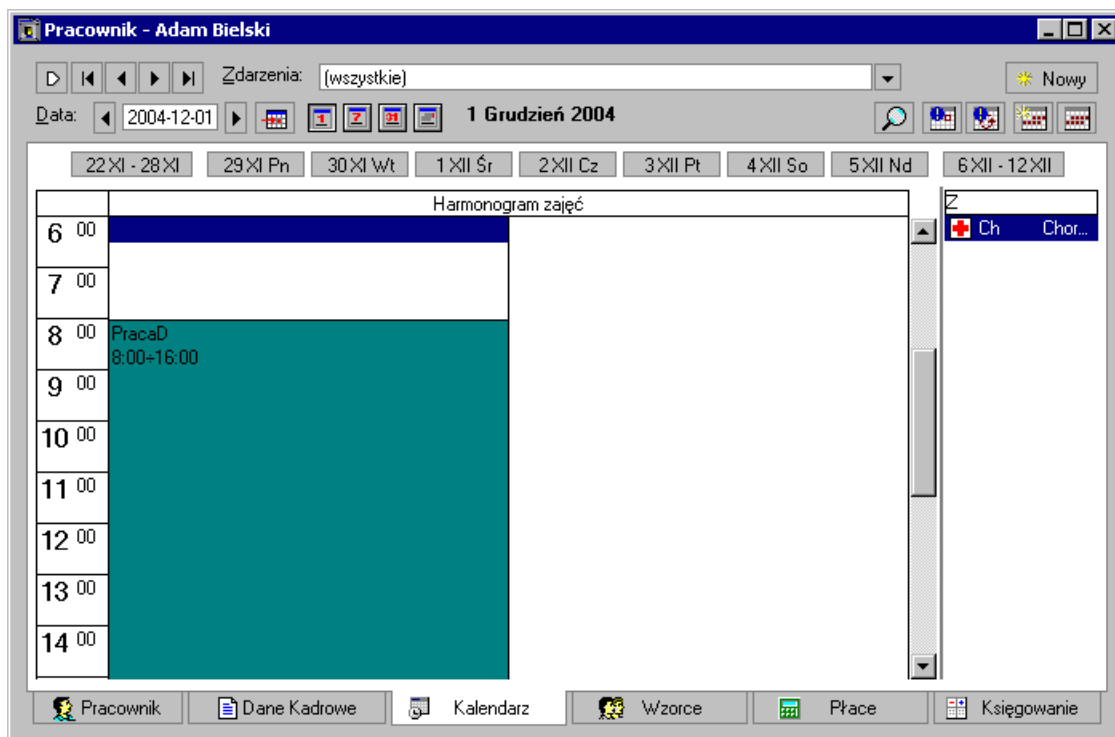 Pracownik - Adam Bielski
Zdarzenia: (wszystkie) Nowy
Data: 2004-12-01 1 7 31 1 Grudzień 2004
22 XI - 28 XI 29 XI Pn 30 XI Wt 1 XII Śr 2 XII Cz 3 XII Pt 4 XII So 5 XII Nd 6 XII - 12 XII
Harmonogram zajęć Z
6 00 Ch Chor...
7 00
8 00 PracaD
8:00÷16:00
9 00
10 00
11 00
12 00
13 00
14 00
Pracownik Dane Kadrowe Kalendarz Wzorce Płace Księgowanie